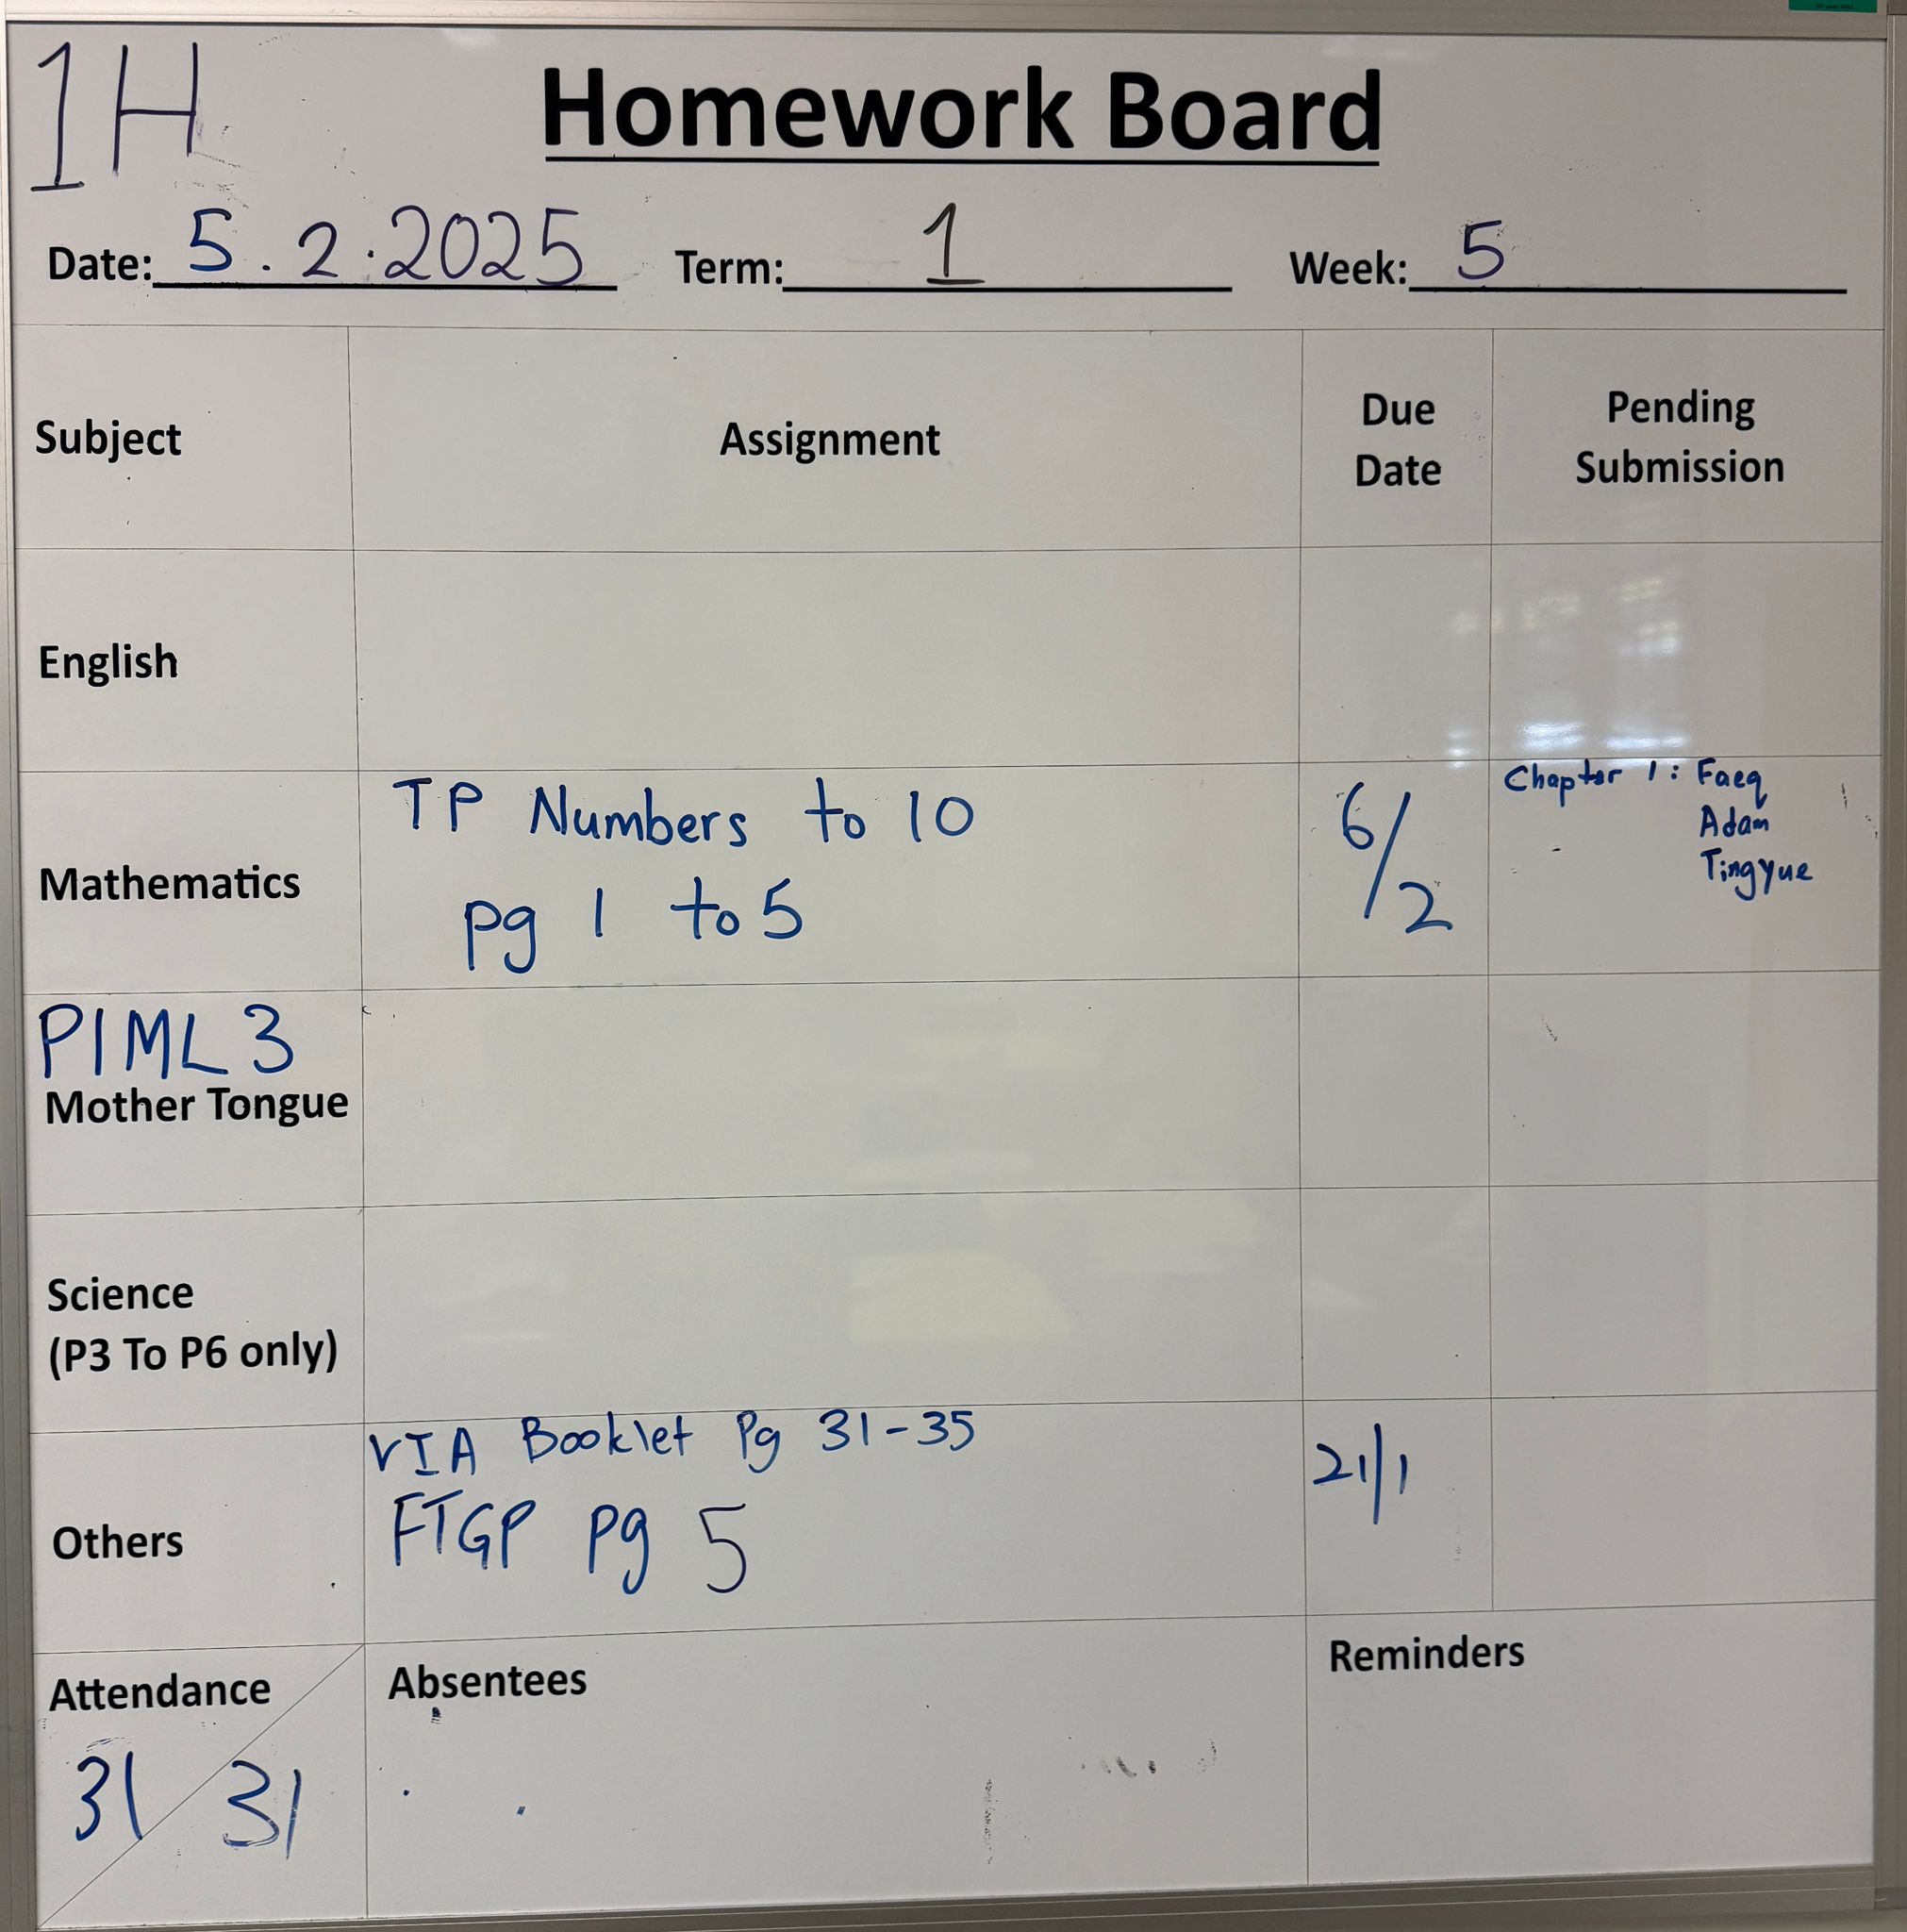 1H
Homework Board
Date: 5.2.2025 Term: 1 Week: 5
Subject Assignment Due Date Pending Submission
English
Mathematics
TP Numbers to 10
pg 1 to 5
6/2
Chapter 1: Faeq
Adam
Tingyue
PIML 3
Mother Tongue
Science
(P3 To P6 only)
Others
VIA Booklet Pg 31-35
FTGP pg 5
21/1
Attendance
31 / 31
Absentees
Reminders